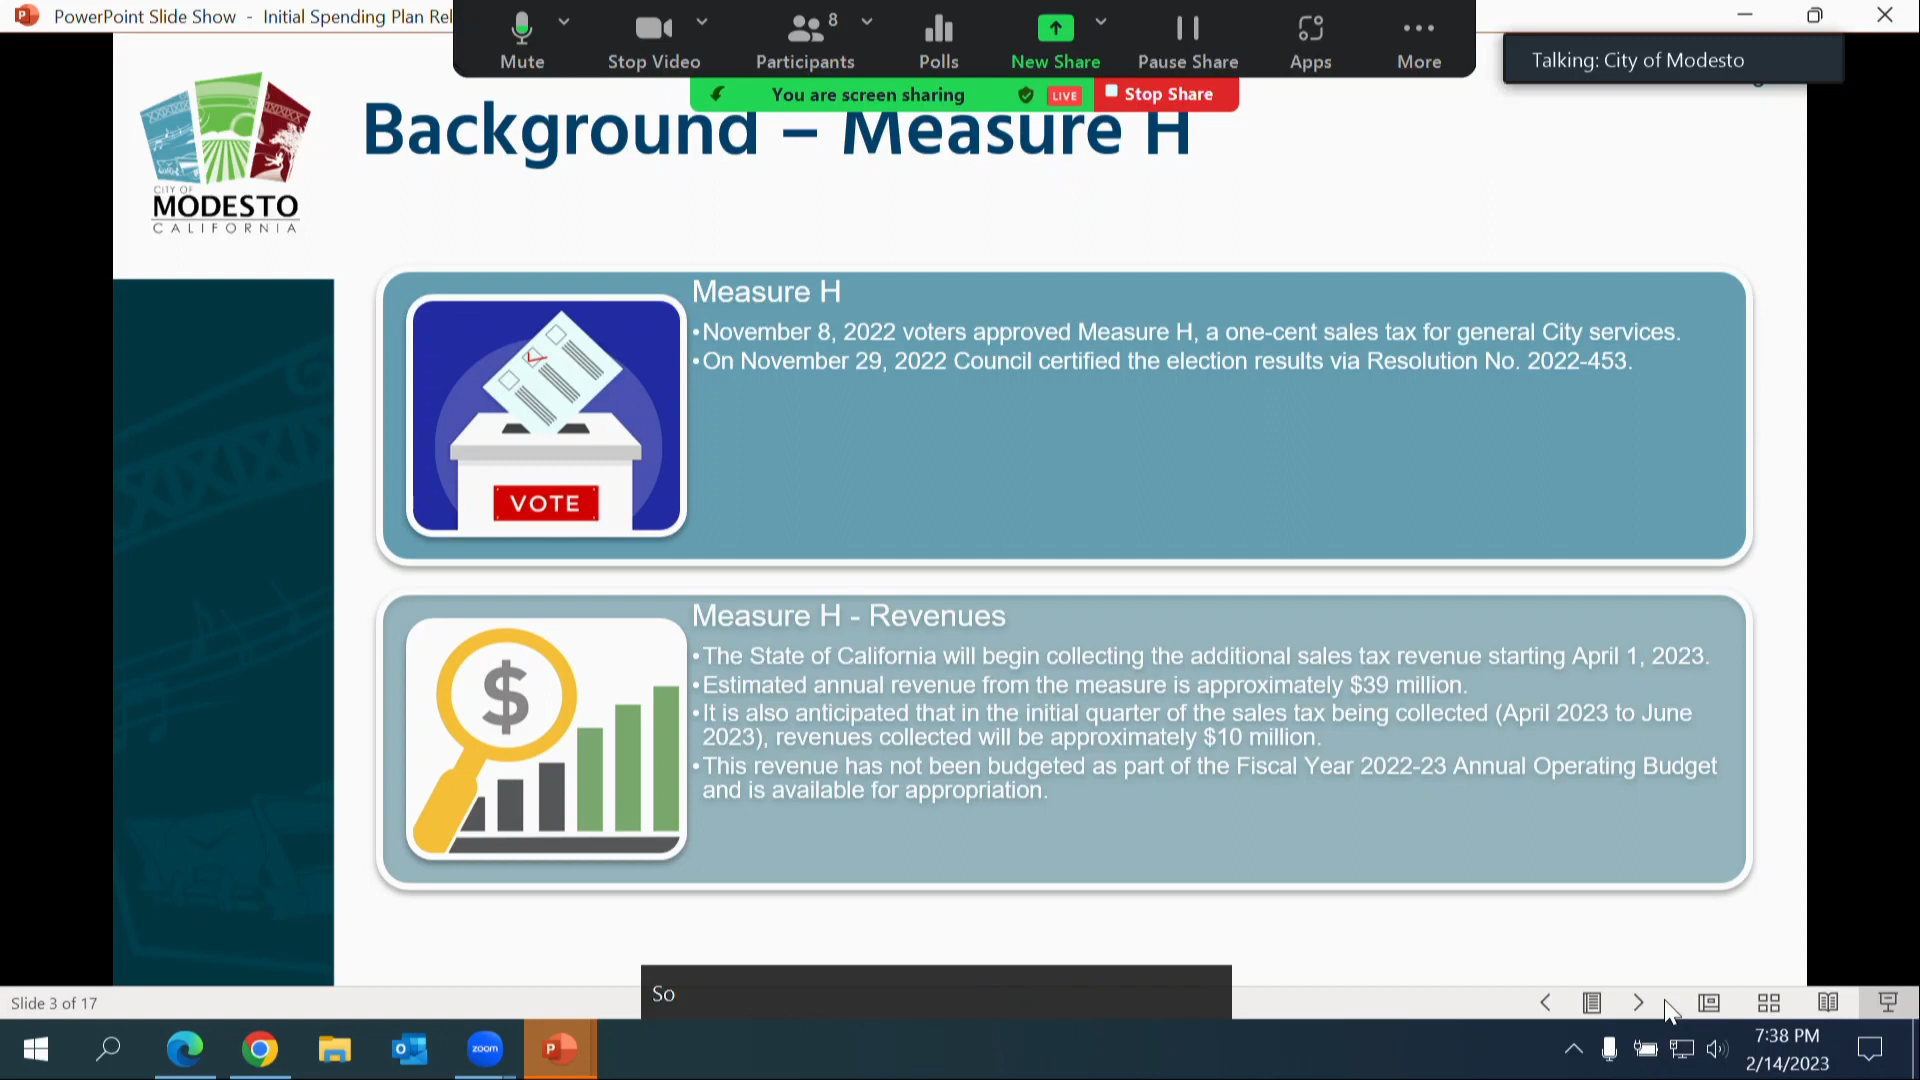 PowerPoint Slide Show - Initial Spending Plan Rel
8
Mute
Stop Video
Participants
Polls
New Share
Pause Share
Apps
More
Talking: City of Modesto
You are screen sharing
LIVE
Stop Share
Background – Measure H
CITY OF
MODESTO
CALIFORNIA
Measure H
•November 8, 2022 voters approved Measure H, a one-cent sales tax for general City services.
•On November 29, 2022 Council certified the election results via Resolution No. 2022-453.
VOTE
Measure H - Revenues
•The State of California will begin collecting the additional sales tax revenue starting April 1, 2023.
•Estimated annual revenue from the measure is approximately $39 million.
•It is also anticipated that in the initial quarter of the sales tax being collected (April 2023 to June
2023), revenues collected will be approximately $10 million.
•This revenue has not been budgeted as part of the Fiscal Year 2022-23 Annual Operating Budget
and is available for appropriation.
$
So
Slide 3 of 17
zoom
7:38 PM
2/14/2023